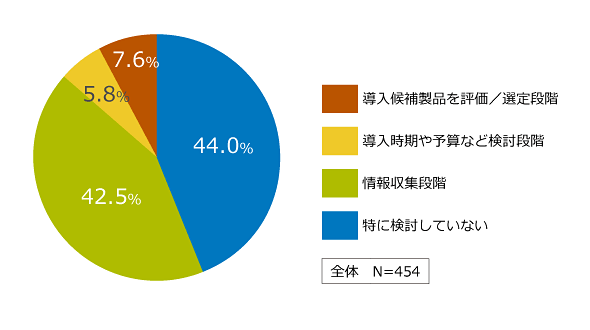 7.6%
5.8%
44.0%
42.5%
導入候補製品を評価／選定段階
導入時期や予算など検討段階
情報収集段階
特に検討していない
全体　N=454